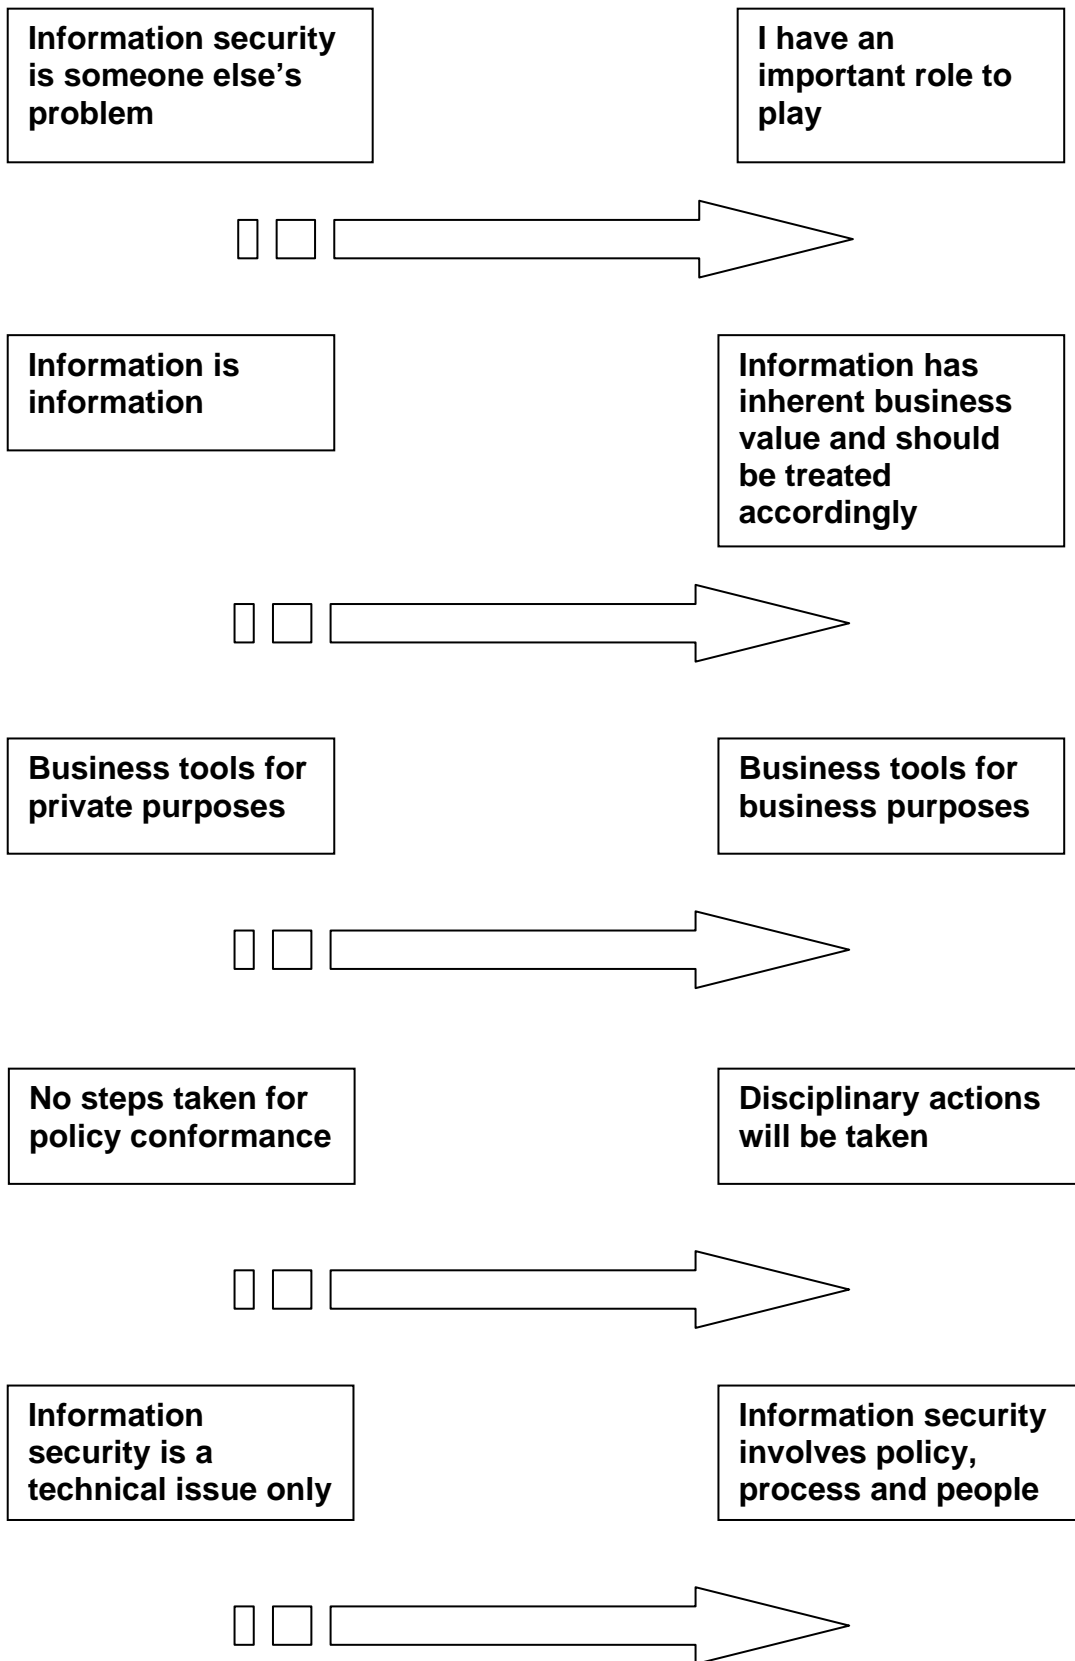 Information security
is someone else’s
problem
I have an
important role to
play
Information is
information
Information has
inherent business
value and should
be treated
accordingly
Business tools for
private purposes
Business tools for
business purposes
No steps taken for
policy conformance
Disciplinary actions
will be taken
Information
security is a
technical issue only
Information security
involves policy,
process and people